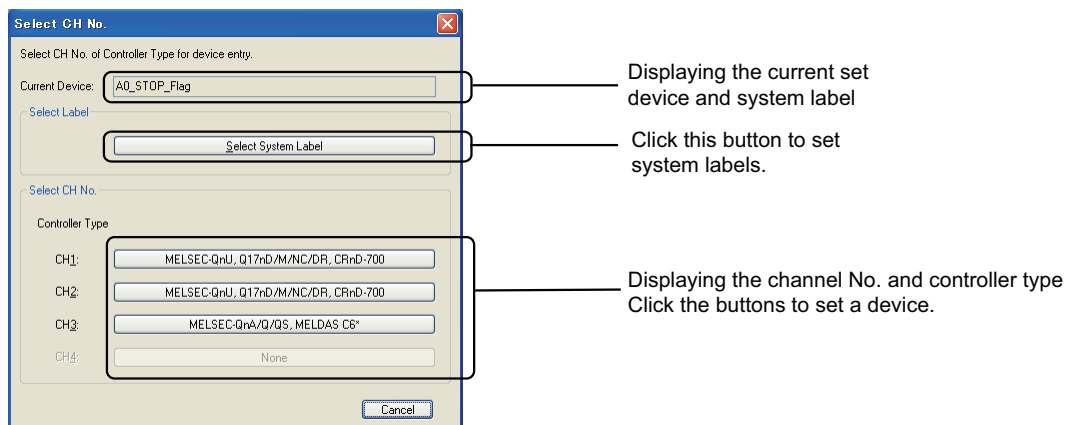 Select CH No.
Select CH No. of Controller Type for device entry.
Current Device: A0_STOP_Flag
Displaying the current set
device and system label
Select Label
Select System Label
Click this button to set
system labels.
Select CH No.
Controller Type
CH1: MELSEC-QnU, Q17nD/M/NC/DR, CRnD-700
CH2: MELSEC-QnU, Q17nD/M/NC/DR, CRnD-700
CH3: MELSEC-QnA/Q/QS, MELDAS C6*
CH4: None
Displaying the channel No. and controller type
Click the buttons to set a device.
Cancel